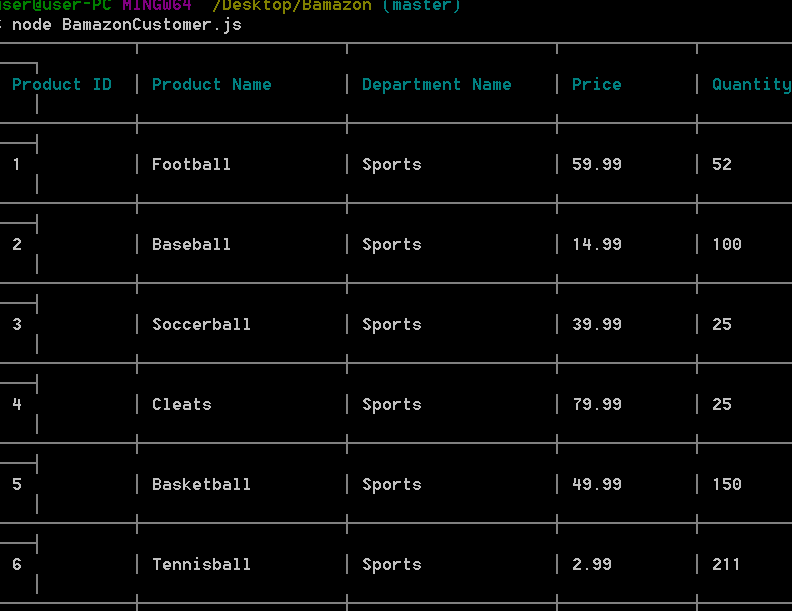 user@user-PC MINGW64 /Desktop/Bamazon (master)
$ node BamazonCustomer.js
Product ID Product Name Department Name Price Quantity
1 Football Sports 59.99 52
2 Baseball Sports 14.99 100
3 Soccerball Sports 39.99 25
4 Cleats Sports 79.99 25
5 Basketball Sports 49.99 150
6 Tennisball Sports 2.99 211